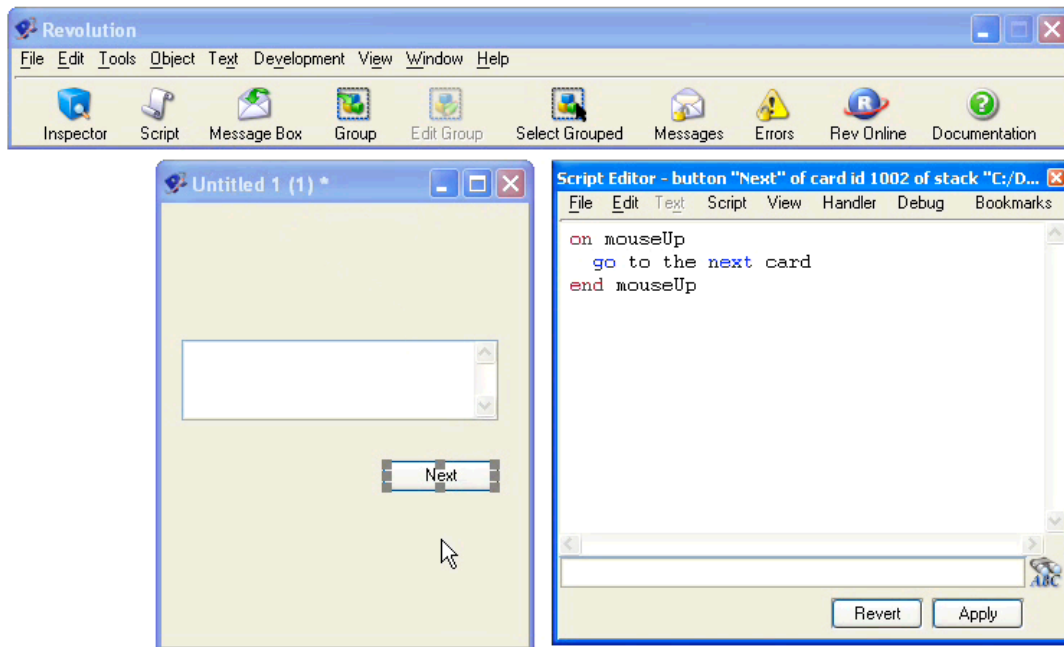 Revolution
File Edit Tools Object Text Development View Window Help
Inspector Script Message Box Group Edit Group Select Grouped Messages Errors Rev Online Documentation
Untitled 1 (1) *
Next
Script Editor - button "Next" of card id 1002 of stack "C:/D...
File Edit Text Script View Handler Debug Bookmarks
on mouseUp
go to the next card
end mouseUp
ABC
Revert Apply